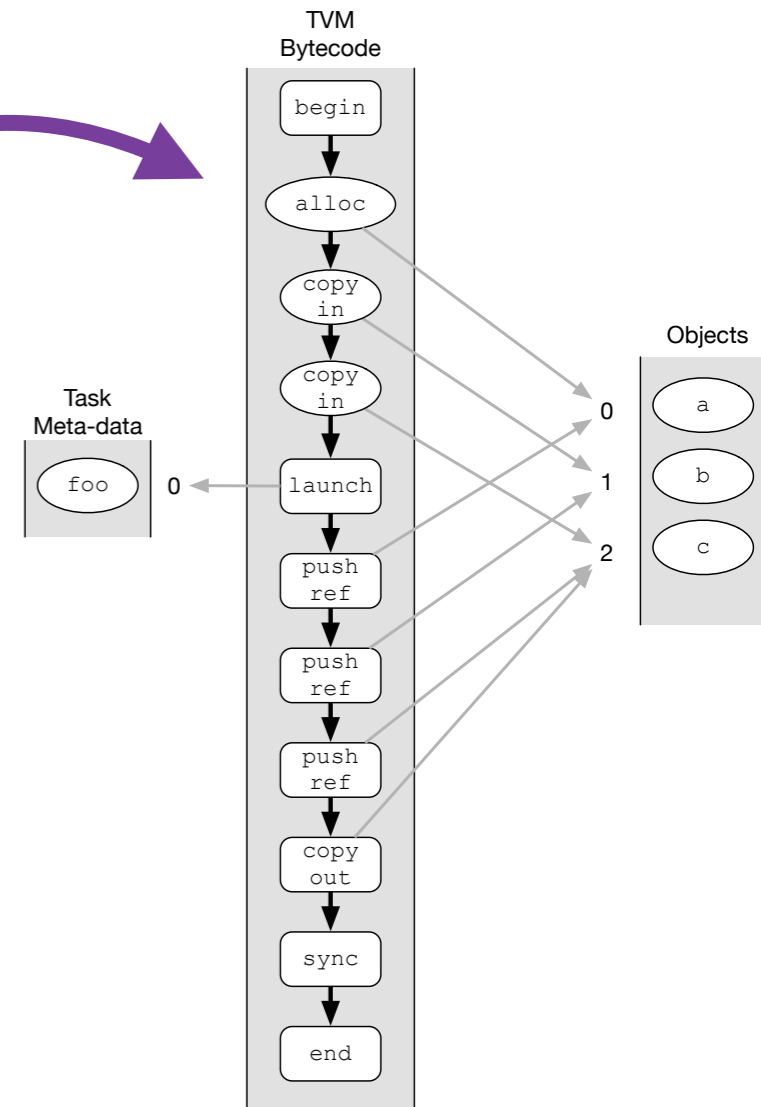 TVM
Bytecode
begin
alloc
copy
in
copy
in
launch
push
ref
push
ref
push
ref
copy
out
sync
end
Task
Meta-data
foo
0
Objects
0
a
1
b
2
c